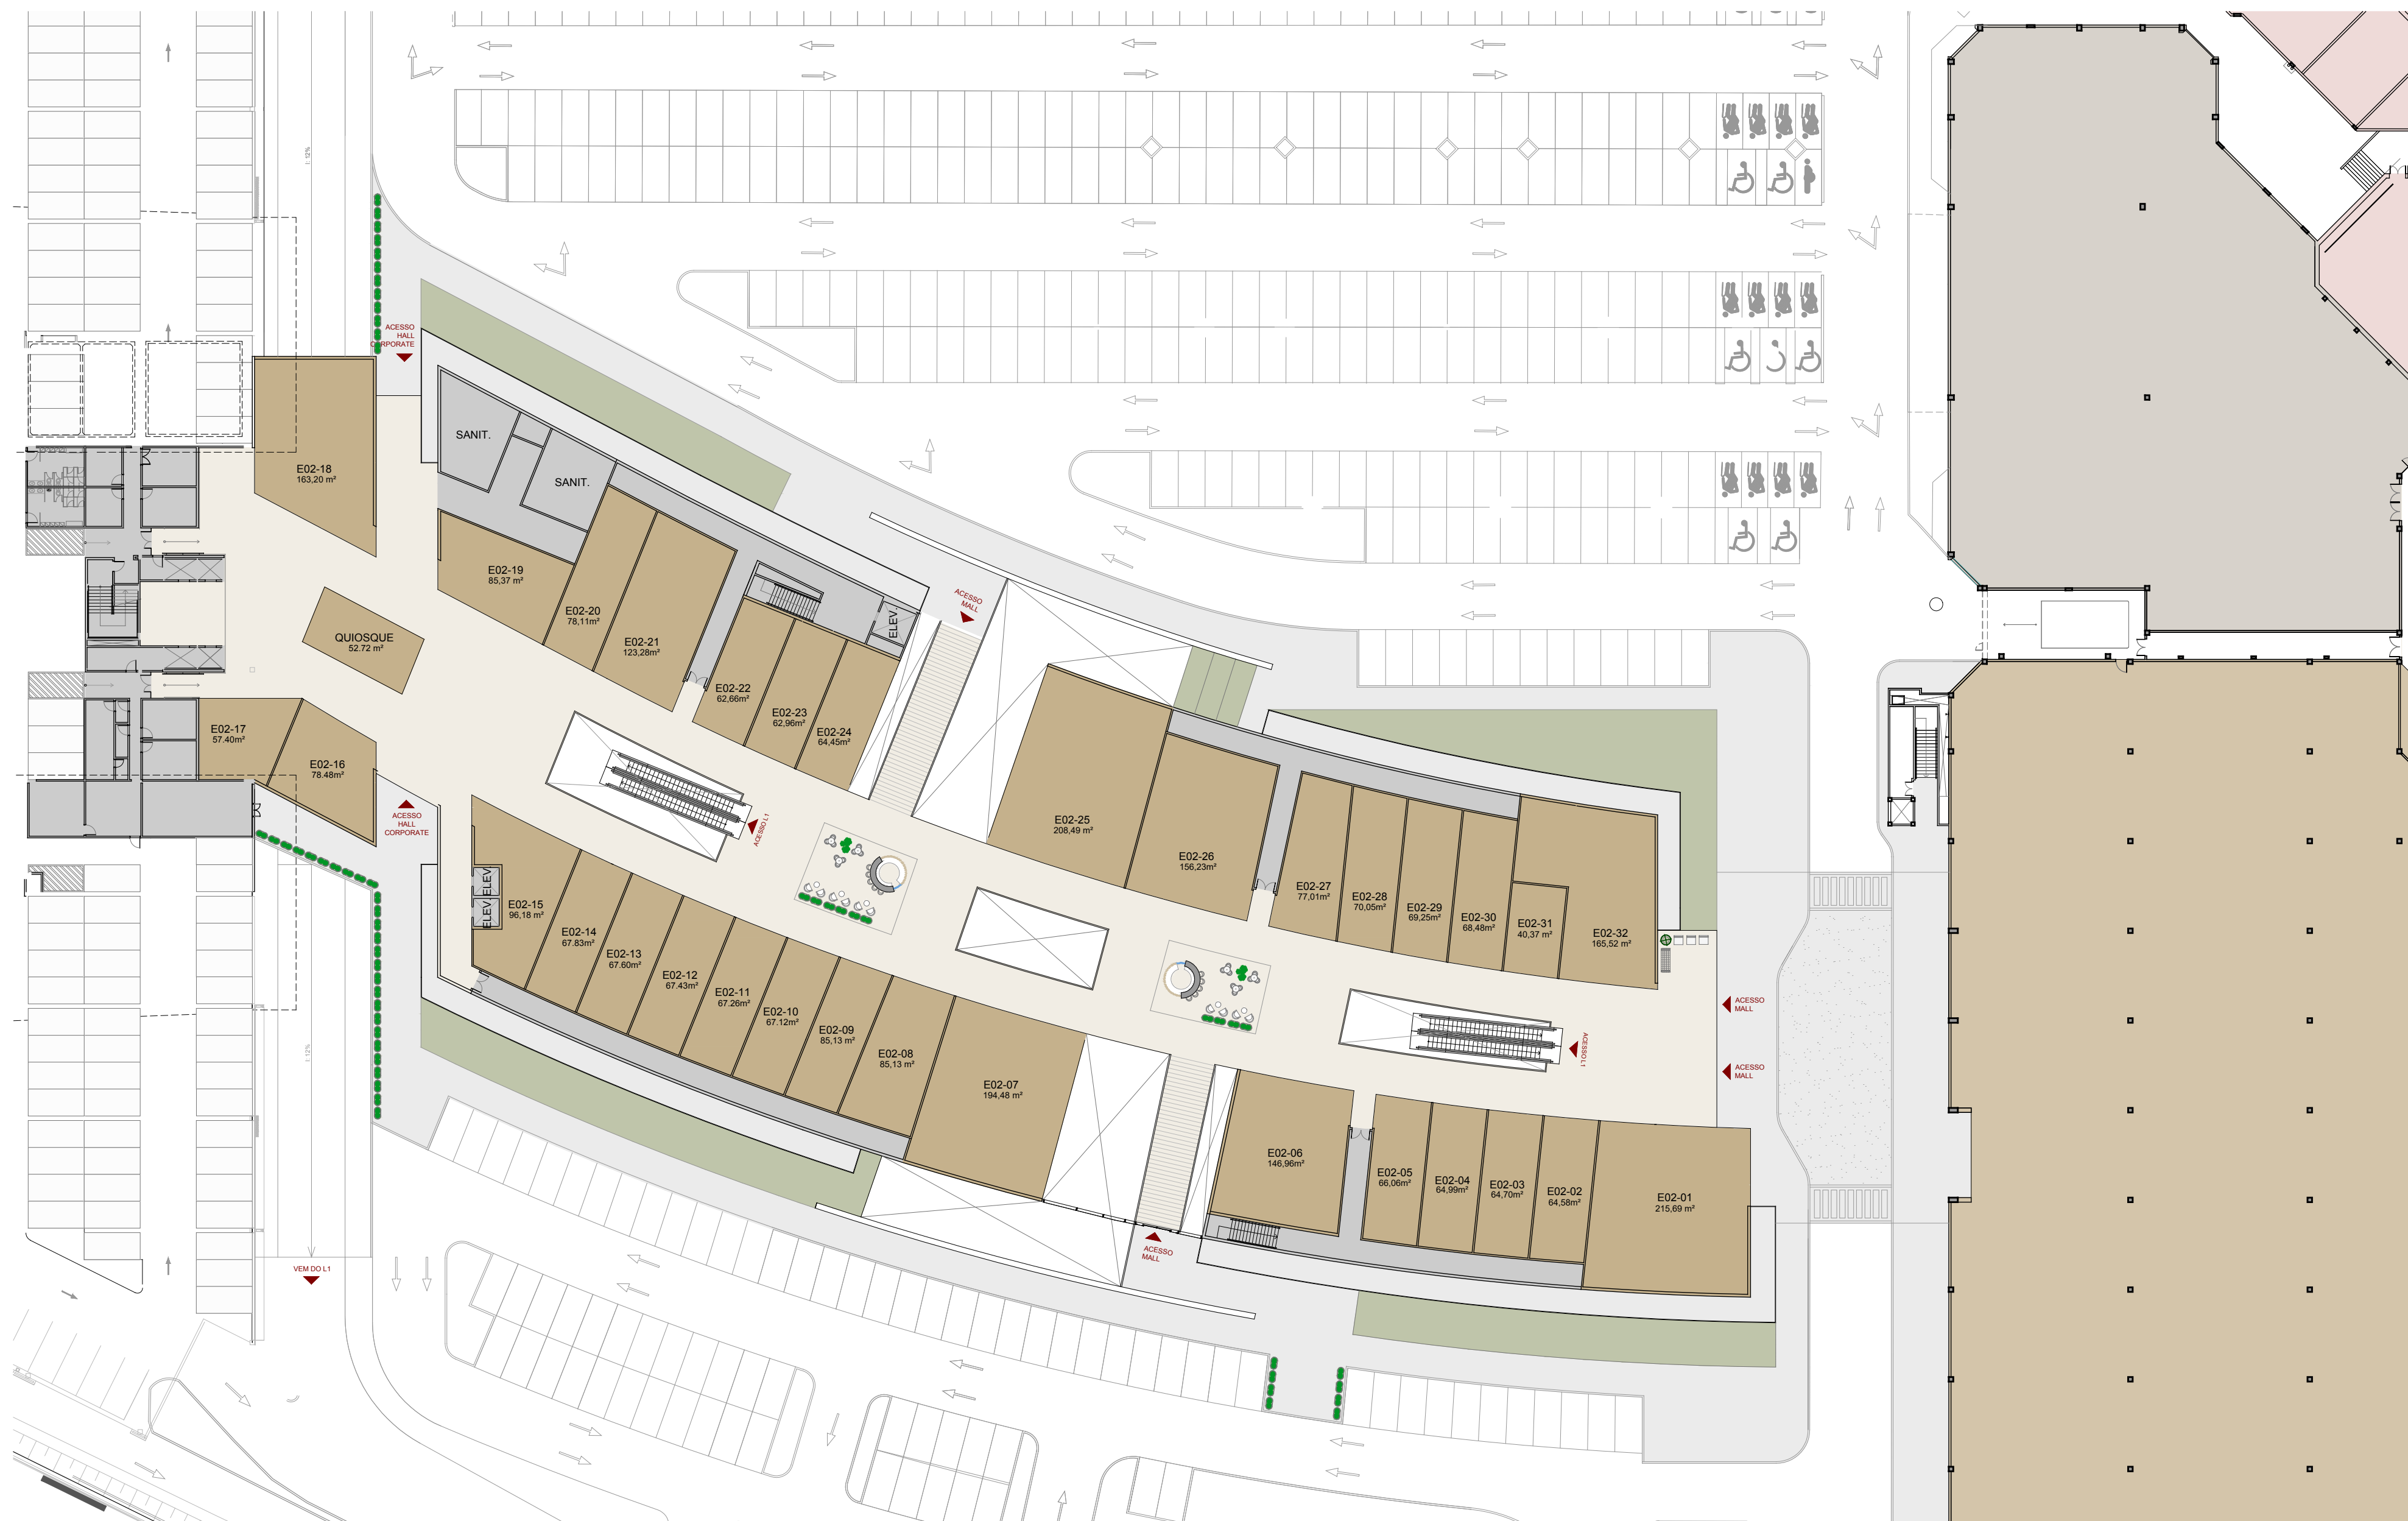 I: 12%
ACESSO
HALL
CORPORATE
SANIT.
SANIT.
E02-18
163,20 m²
E02-19
85,37 m²
E02-20
78,11m²
E02-21
123,28m²
ELEV.
ACESSO
MALL
QUIOSQUE
52.72 m²
E02-22
62,66m²
E02-23
62,96m²
E02-24
64,45m²
E02-17
57.40m²
E02-16
78.48m²
ACESSO
HALL
CORPORATE
ACESSO L1
E02-25
208,49 m²
E02-26
156,23m²
E02-27
77,01m²
E02-28
70,05m²
E02-29
69,25m²
E02-30
68,48m²
E02-31
40,37 m²
E02-32
165,52 m²
ELEV.
ELEV.
E02-15
96,18 m²
E02-14
67.83m²
E02-13
67.60m²
E02-12
67.43m²
E02-11
67.26m²
E02-10
67.12m²
E02-09
85,13 m²
E02-08
85,13 m²
E02-07
194,48 m²
ACESSO
MALL
ACESSO L1
ACESSO
MALL
I: 12%
E02-06
146,96m²
E02-05
66,06m²
E02-04
64,99m²
E02-03
64,70m²
E02-02
64,58m²
E02-01
215,69 m²
ACESSO
MALL
VEM DO L1